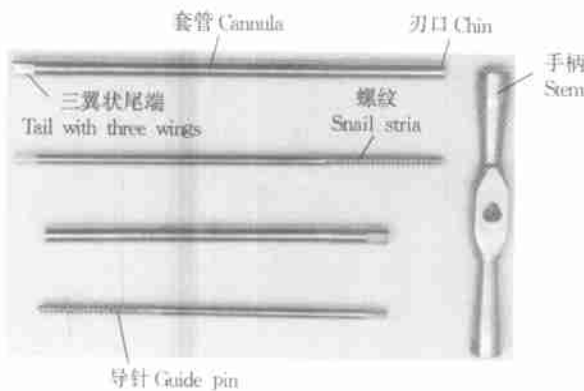 套管 Cannula
刃口 Chin
手柄
Stem
三翼状尾端
Tail with three wings
螺纹
Snail stria
导针 Guide pin